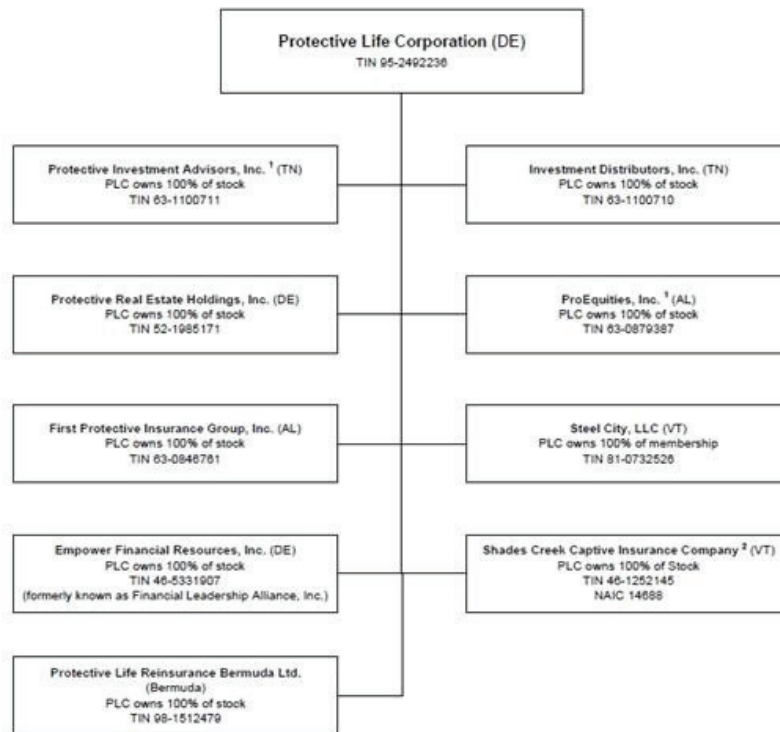 Protective Life Corporation (DE)
TIN 95-2492236
Protective Investment Advisors, Inc. ¹ (TN)
PLC owns 100% of stock
TIN 63-1100711
Investment Distributors, Inc. (TN)
PLC owns 100% of stock
TIN 63-1100710
Protective Real Estate Holdings, Inc. (DE)
PLC owns 100% of stock
TIN 52-1985171
ProEquities, Inc. ¹ (AL)
PLC owns 100% of stock
TIN 63-0879387
First Protective Insurance Group, Inc. (AL)
PLC owns 100% of stock
TIN 63-0846761
Steel City, LLC (VT)
PLC owns 100% of membership
TIN 81-0732526
Empower Financial Resources, Inc. (DE)
PLC owns 100% of stock
TIN 46-5331907
(formerly known as Financial Leadership Alliance, Inc.)
Shades Creek Captive Insurance Company ² (VT)
PLC owns 100% of Stock
TIN 46-1252145
NAIC 14688
Protective Life Reinsurance Bermuda Ltd.
(Bermuda)
PLC owns 100% of stock
TIN 98-1512479